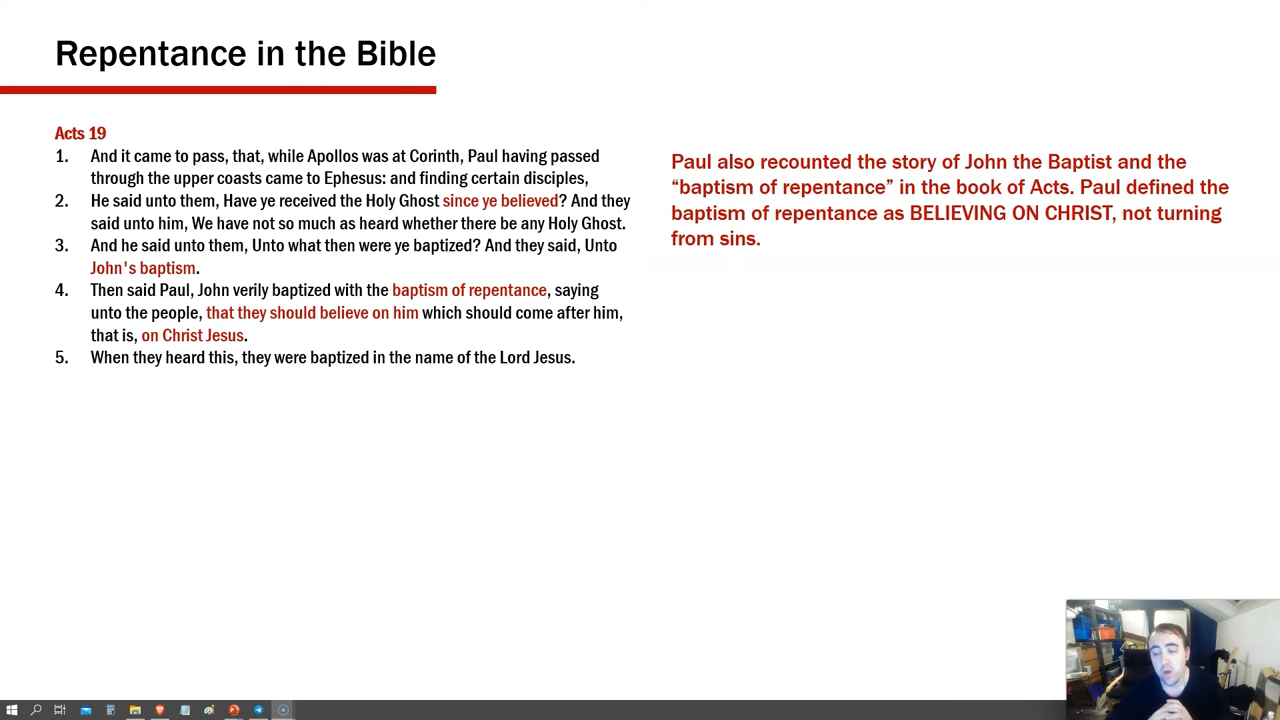 Repentance in the Bible
Acts 19
1. And it came to pass, that, while Apollos was at Corinth, Paul having passed
through the upper coasts came to Ephesus: and finding certain disciples,
2. He said unto them, Have ye received the Holy Ghost since ye believed? And they
said unto him, We have not so much as heard whether there be any Holy Ghost.
3. And he said unto them, Unto what then were ye baptized? And they said, Unto
John's baptism.
4. Then said Paul, John verily baptized with the baptism of repentance, saying
unto the people, that they should believe on him which should come after him,
that is, on Christ Jesus.
5. When they heard this, they were baptized in the name of the Lord Jesus.
Paul also recounted the story of John the Baptist and the
“baptism of repentance” in the book of Acts. Paul defined the
baptism of repentance as BELIEVING ON CHRIST, not turning
from sins.